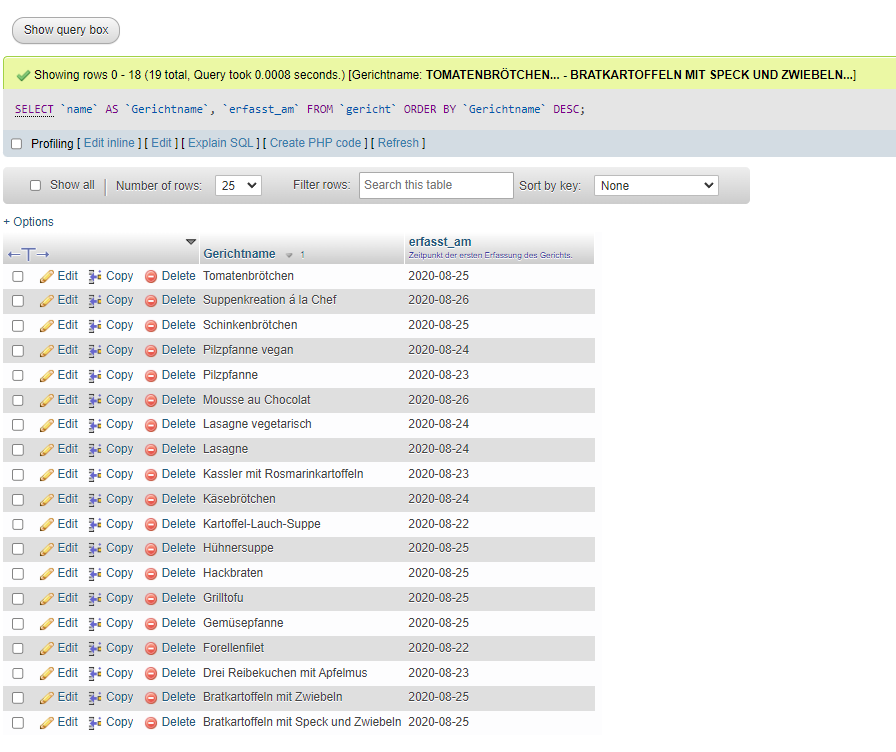 Show query box
Showing rows 0 - 18 (19 total, Query took 0.0008 seconds.) [Gerichtname: TOMATENBRÖTCHEN... - BRATKARTOFFELN MIT SPECK UND ZWIEBELN...]
SELECT `name` AS `Gerichtname`, `erfasst_am` FROM `gericht` ORDER BY `Gerichtname` DESC;
Profiling [ Edit inline ] [ Edit ] [ Explain SQL ] [ Create PHP code ] [ Refresh ]
Show all | Number of rows: 25 Filter rows: Search this table Sort by key: None
+ Options
←T→ Gerichtname 1 erfasst_am
Zeitpunkt der ersten Erfassung des Gerichts.
Edit Copy Delete Tomatenbrötchen 2020-08-25
Edit Copy Delete Suppenkreation á la Chef 2020-08-26
Edit Copy Delete Schinkenbrötchen 2020-08-25
Edit Copy Delete Pilzpfanne vegan 2020-08-24
Edit Copy Delete Pilzpfanne 2020-08-23
Edit Copy Delete Mousse au Chocolat 2020-08-26
Edit Copy Delete Lasagne vegetarisch 2020-08-24
Edit Copy Delete Lasagne 2020-08-24
Edit Copy Delete Kassler mit Rosmarinkartoffeln 2020-08-23
Edit Copy Delete Käsebrötchen 2020-08-24
Edit Copy Delete Kartoffel-Lauch-Suppe 2020-08-22
Edit Copy Delete Hühnersuppe 2020-08-25
Edit Copy Delete Hackbraten 2020-08-25
Edit Copy Delete Grilltofu 2020-08-25
Edit Copy Delete Gemüsepfanne 2020-08-25
Edit Copy Delete Forellenfilet 2020-08-22
Edit Copy Delete Drei Reibekuchen mit Apfelmus 2020-08-23
Edit Copy Delete Bratkartoffeln mit Zwiebeln 2020-08-25
Edit Copy Delete Bratkartoffeln mit Speck und Zwiebeln 2020-08-25